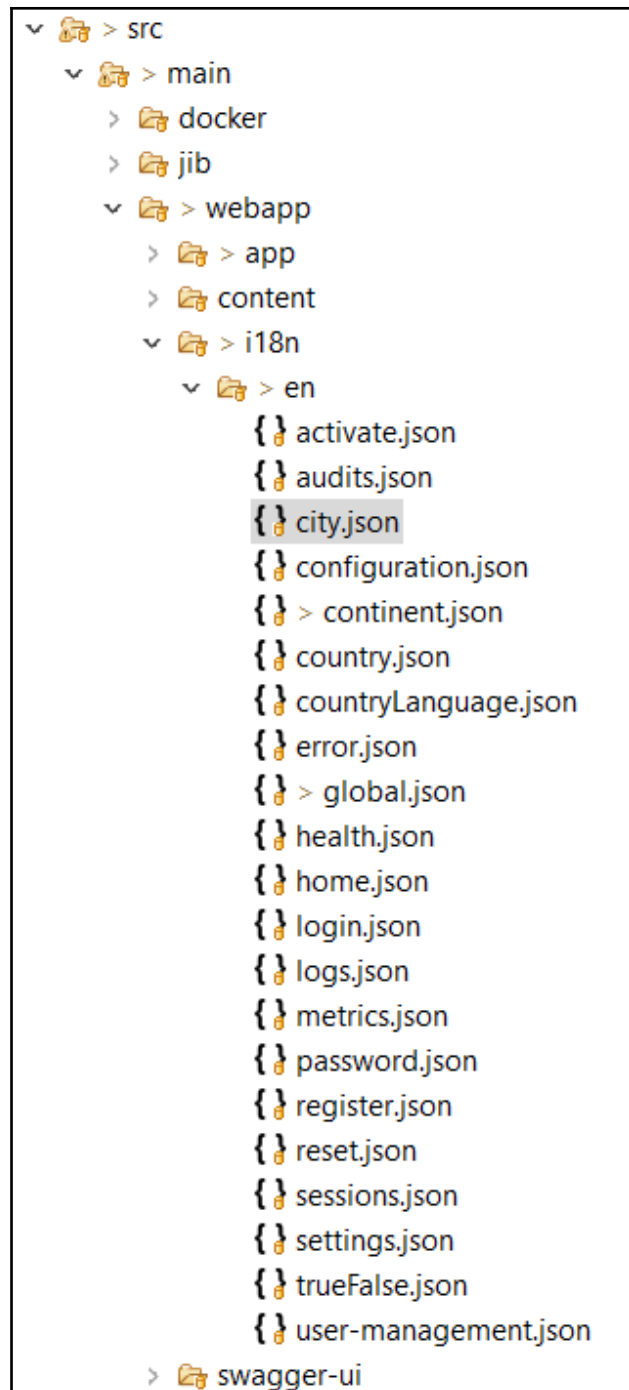 > src
> main
docker
jib
> webapp
> app
content
> i18n
> en
activate.json
audits.json
city.json
configuration.json
> continent.json
country.json
countryLanguage.json
error.json
> global.json
health.json
home.json
login.json
logs.json
metrics.json
password.json
register.json
reset.json
sessions.json
settings.json
trueFalse.json
user-management.json
swagger-ui